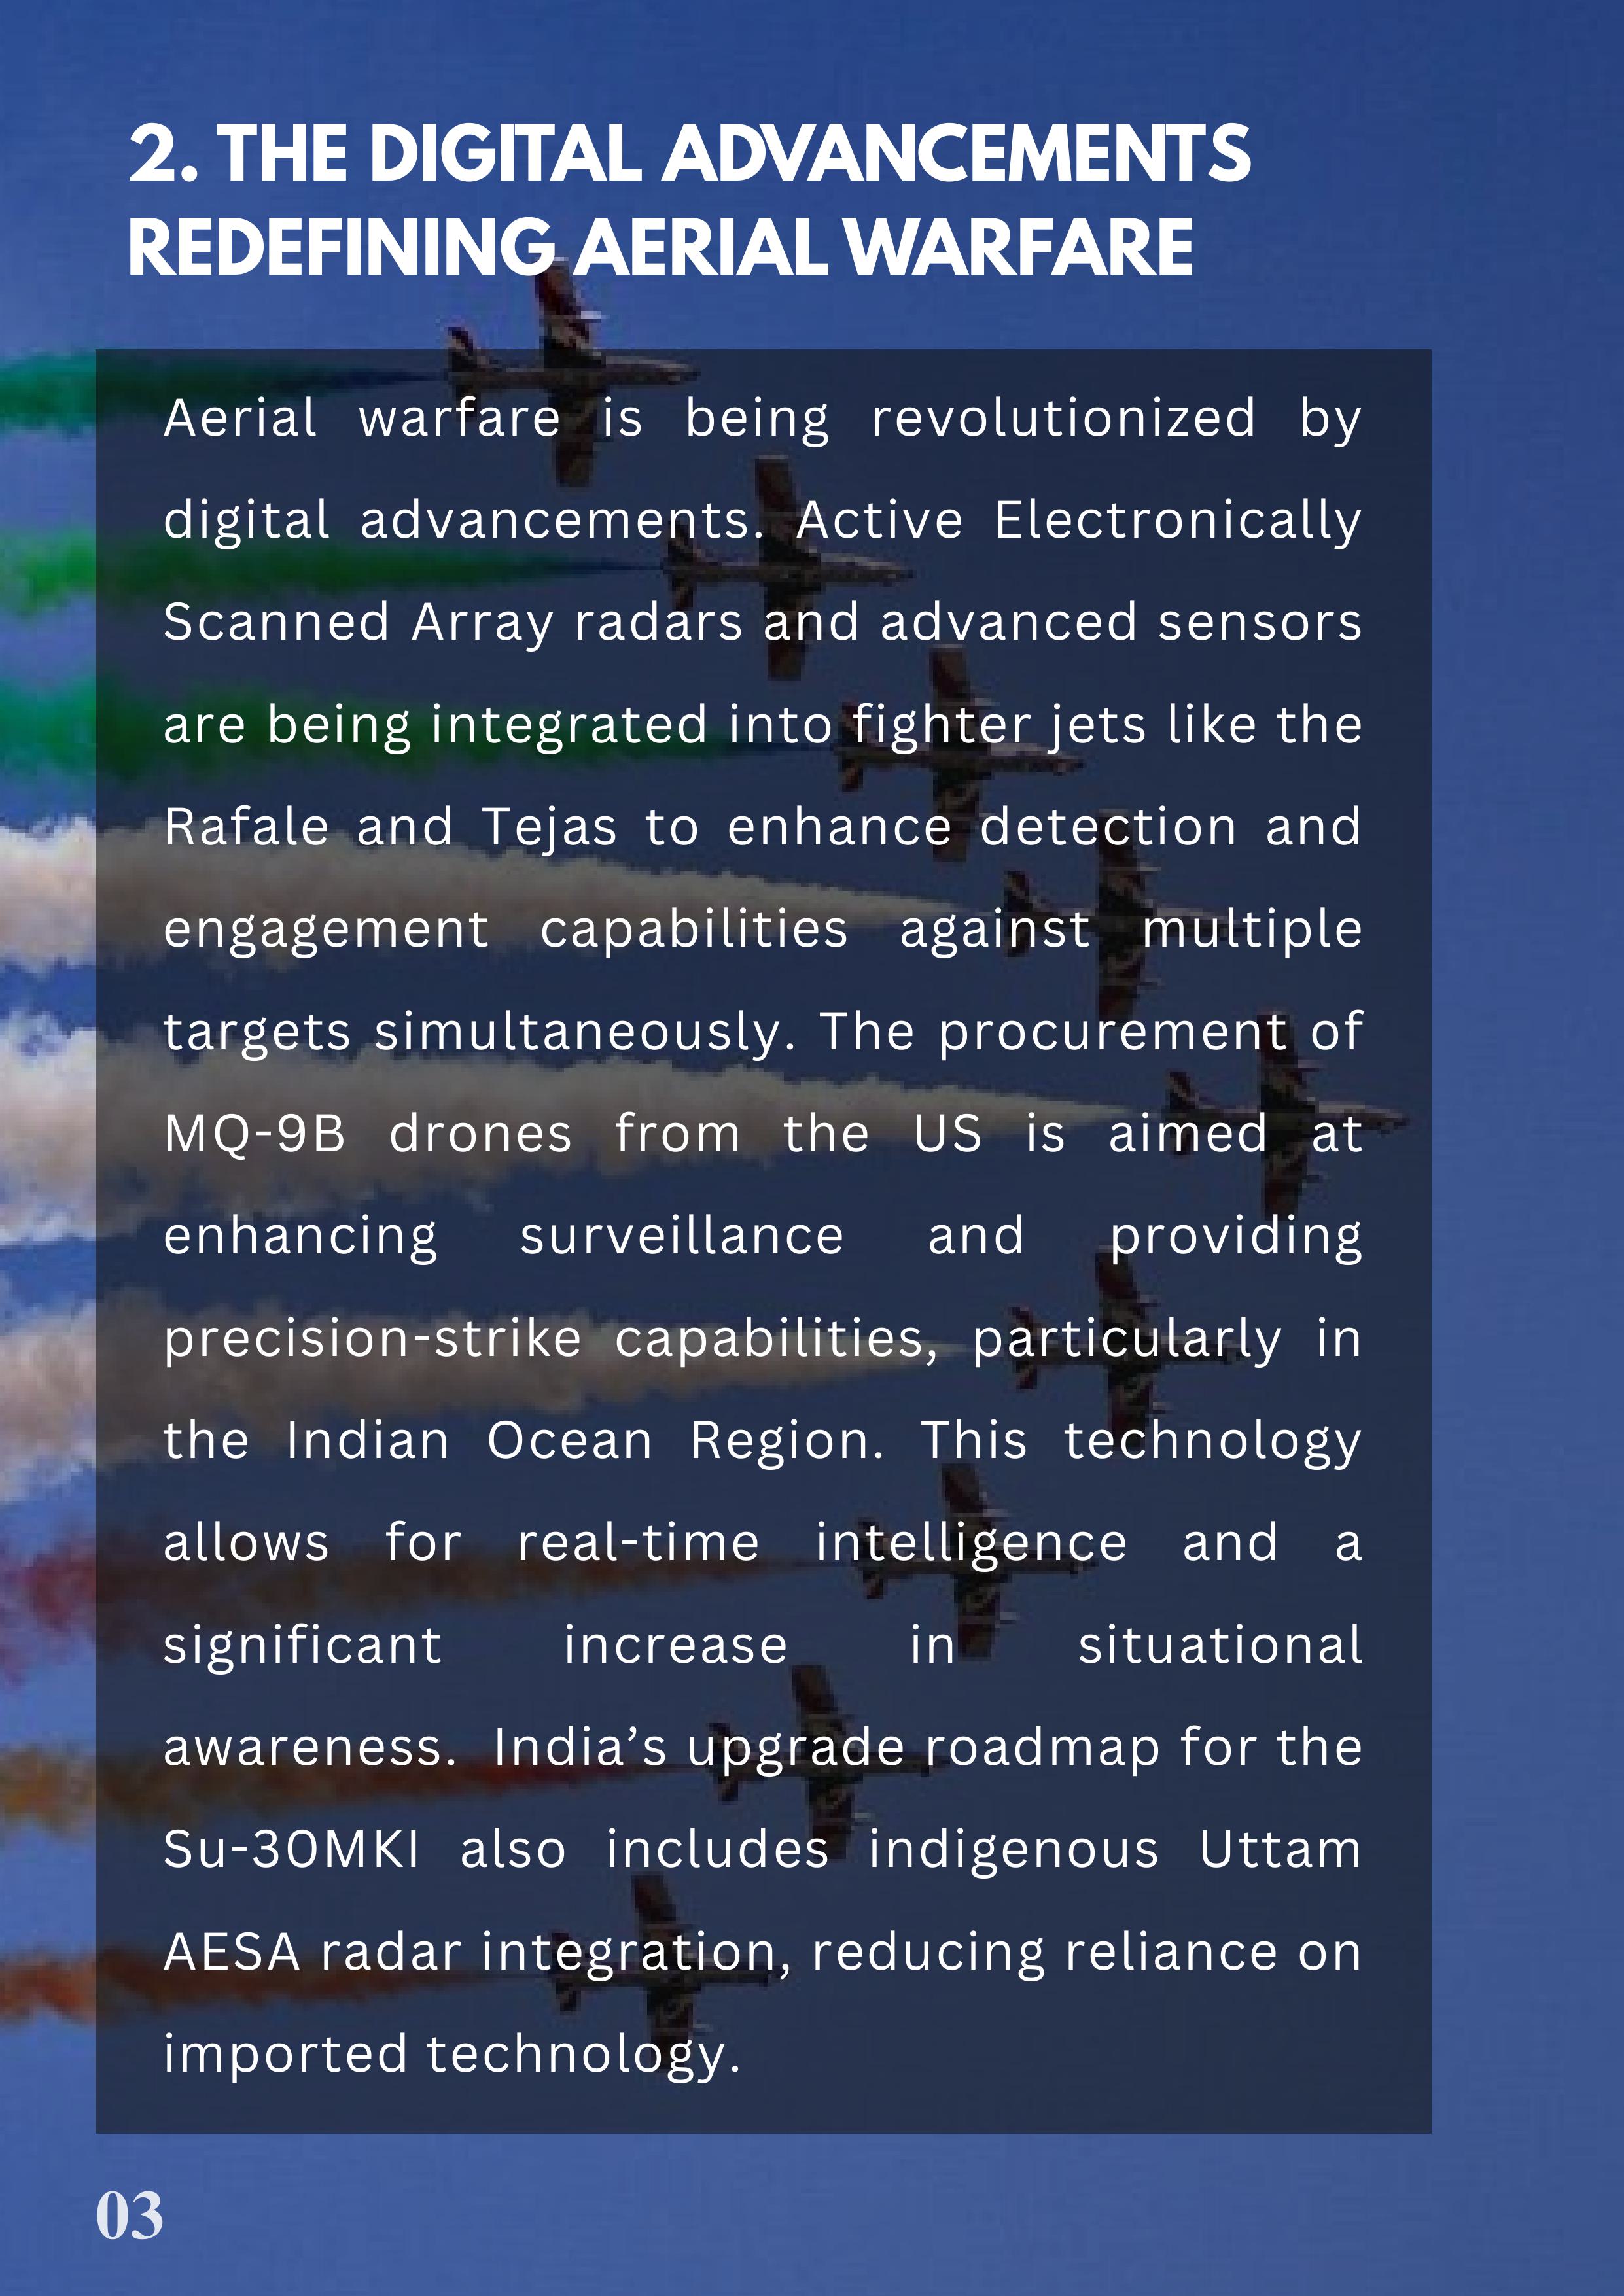 2. THE DIGITAL ADVANCEMENTS
REDEFINING AERIAL WARFARE
Aerial warfare is being revolutionized by
digital advancements. Active Electronically
Scanned Array radars and advanced sensors
are being integrated into fighter jets like the
Rafale and Tejas to enhance detection and
engagement capabilities against multiple
targets simultaneously. The procurement of
MQ-9B drones from the US is aimed at
enhancing surveillance and providing
precision-strike capabilities, particularly in
the Indian Ocean Region. This technology
allows for real-time intelligence and a
significant increase in situational
awareness. India’s upgrade roadmap for the
Su-30MKI also includes indigenous Uttam
AESA radar integration, reducing reliance on
imported technology.
03